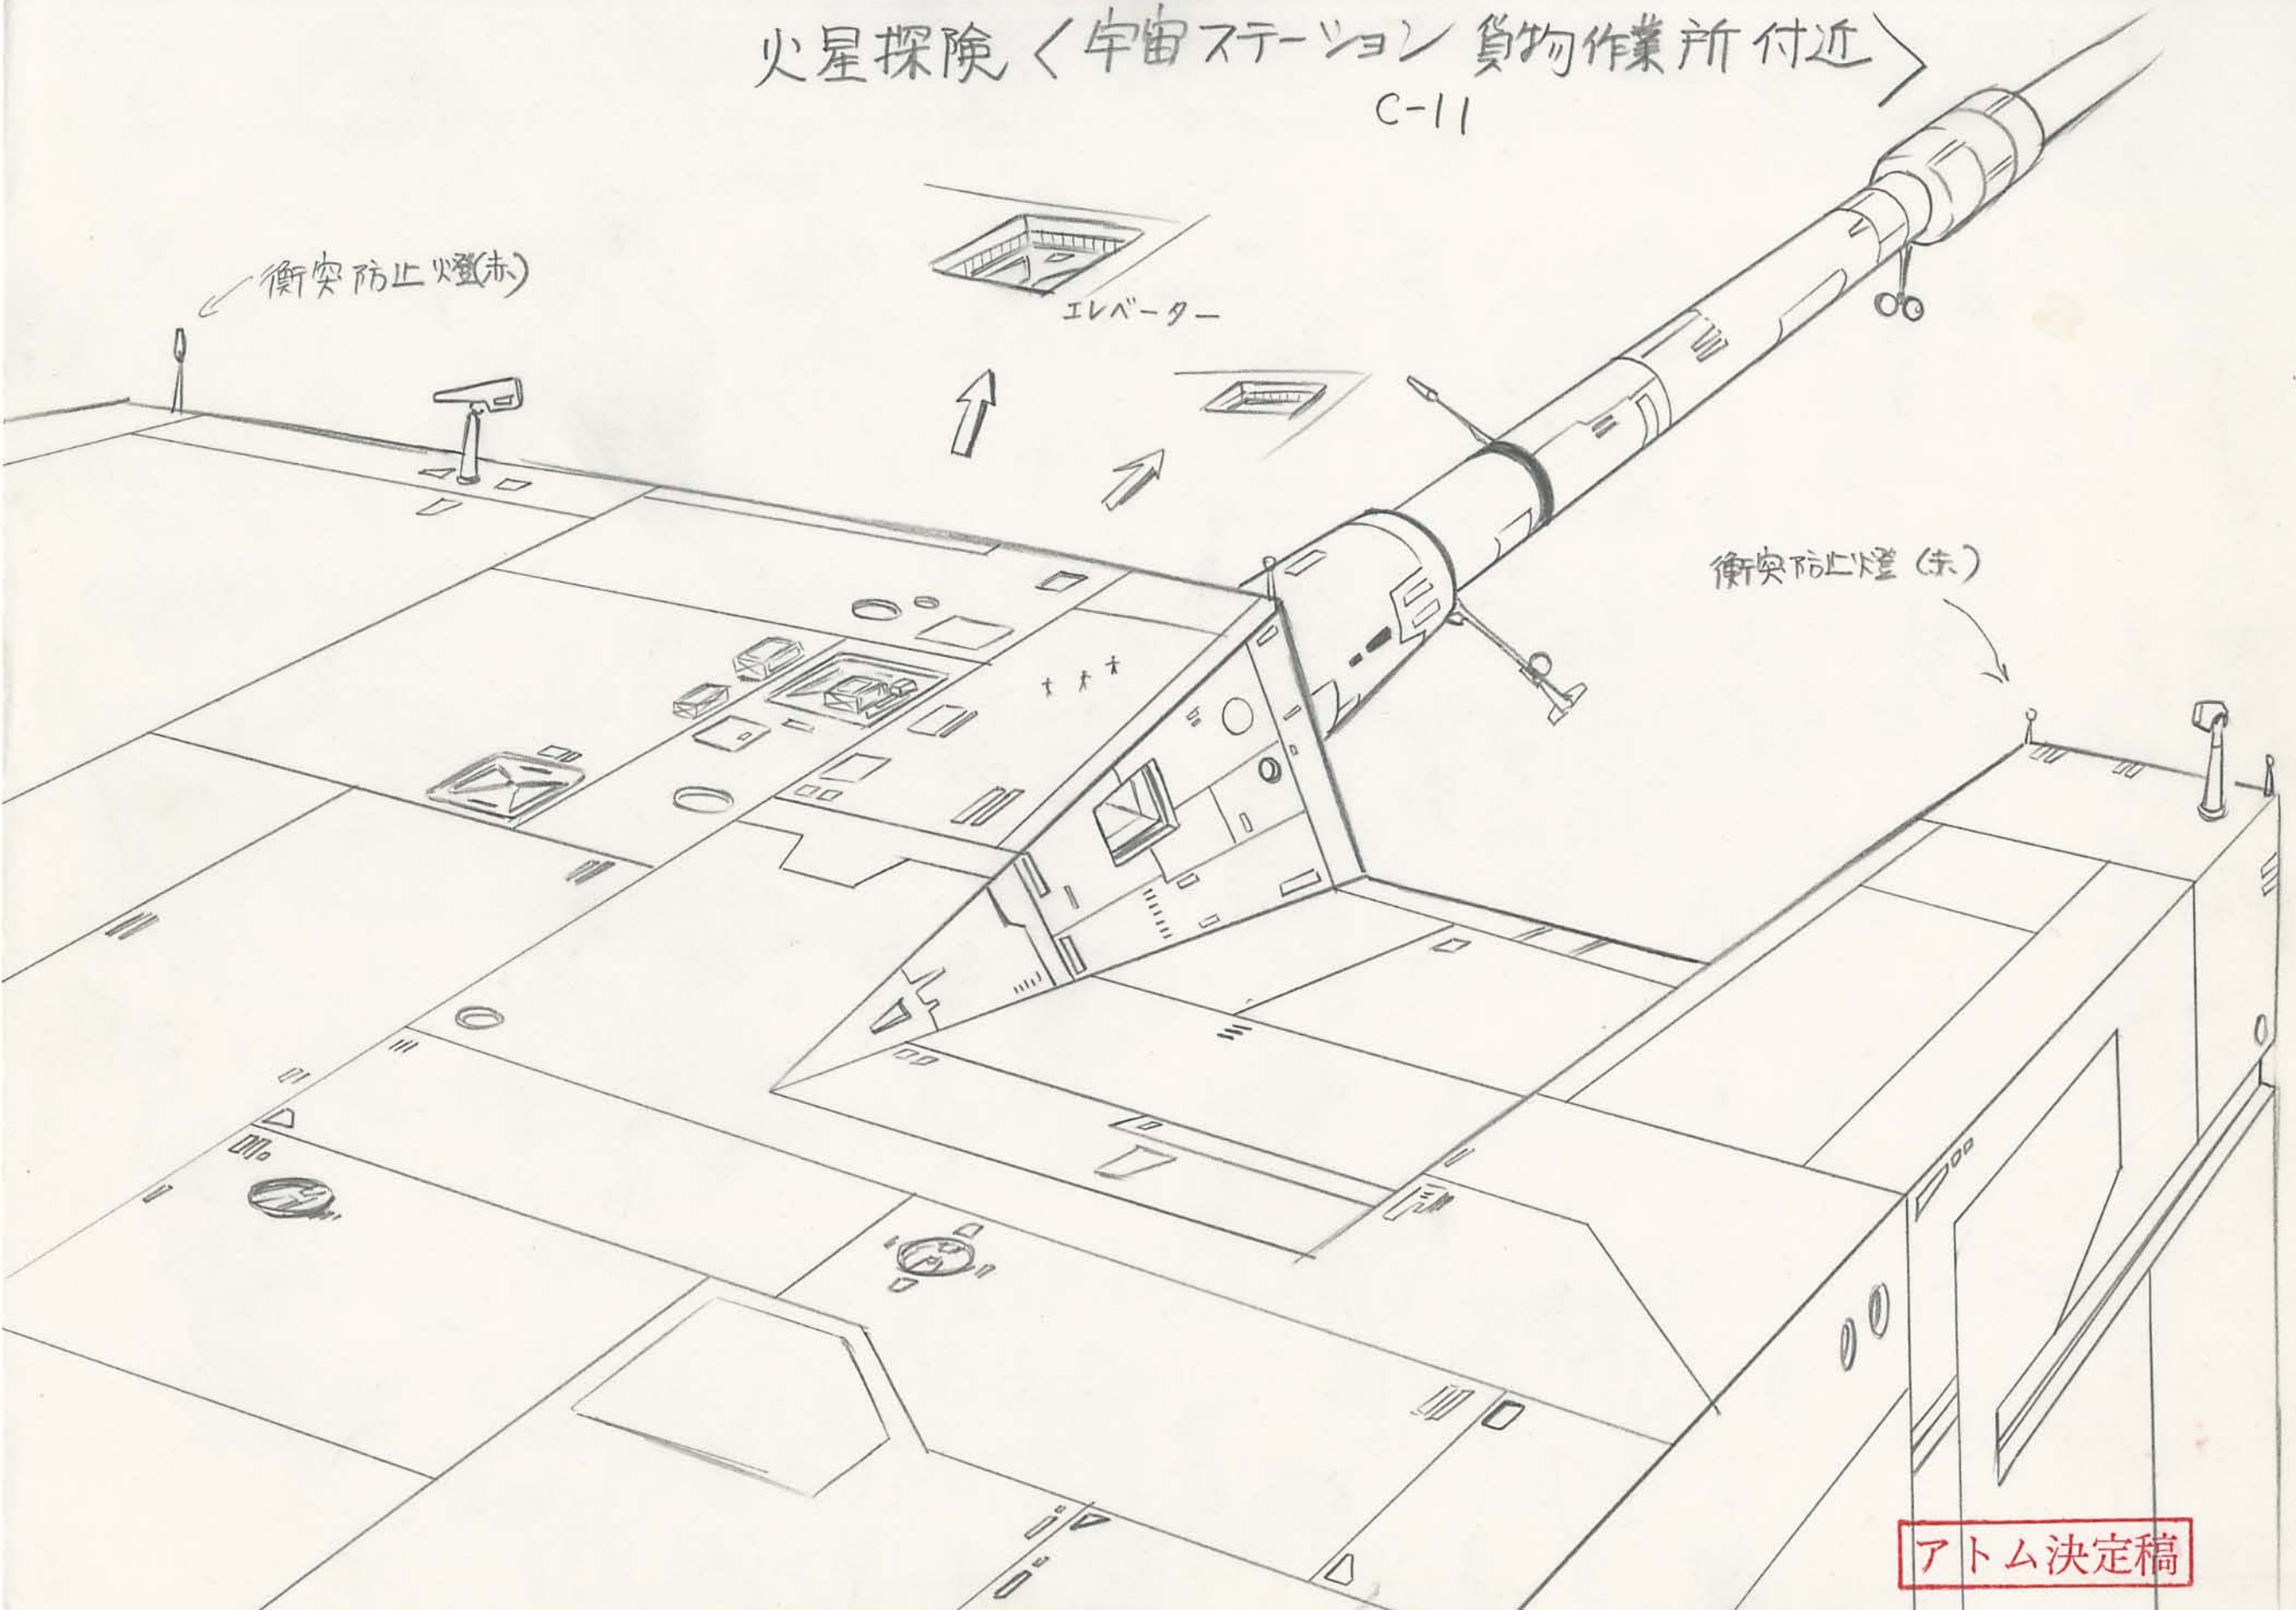 火星探険〈宇宙ステーション 貨物作業所付近〉
C-11
衝突防止燈(赤)
エレベーター
衝突防止燈(赤)
アトム決定稿